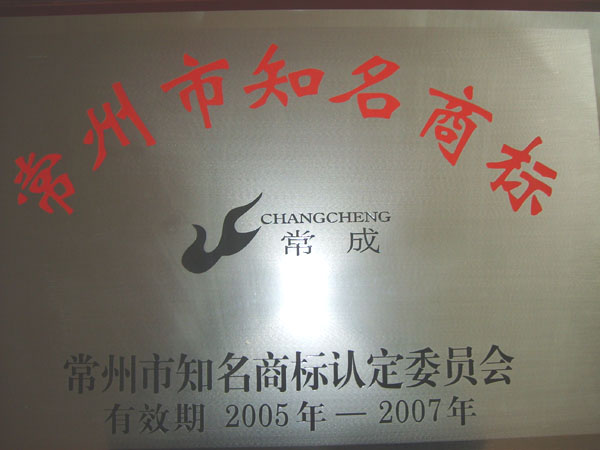 常州市知名商标
CHANGCHENG
常成
常州市知名商标认定委员会
有效期 2005年—2007年